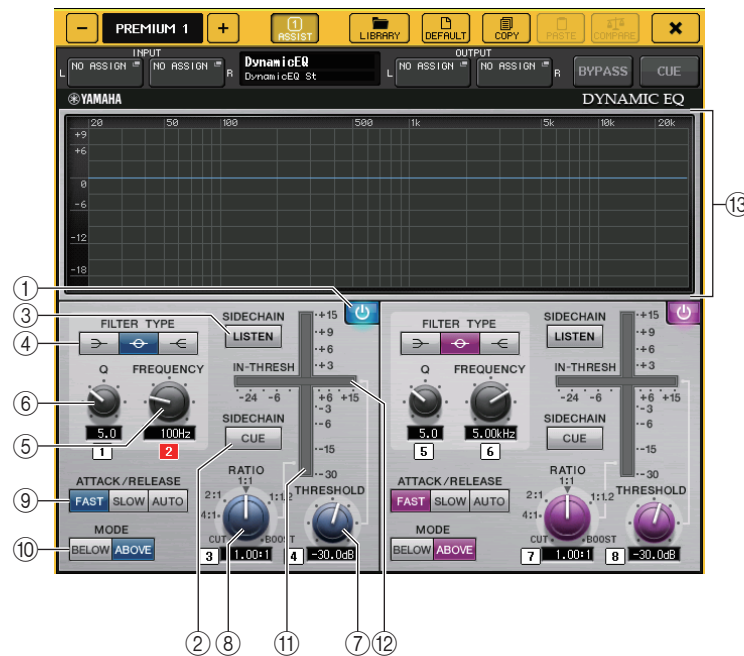 PREMIUM 1
1
ASSIST
LIBRARY
DEFAULT
COPY
PASTE
COMPARE
INPUT
L NO ASSIGN NO ASSIGN R
DynamicEQ
DynamicEQ St
OUTPUT
L NO ASSIGN NO ASSIGN R
BYPASS
CUE
YAMAHA
DYNAMIC EQ
20 50 100 500 1k 5k 10k 20k
+9
+6
0
-6
-12
-18
⑬
①
③
④
⑥
⑤
⑨
⑩
FILTER TYPE
SIDECHAIN
LISTEN
+15
+9
+6
+3
Q
FREQUENCY
IN-THRESH
-24 -6 +6 +15
-3
-6
-15
-30
5.0
100Hz
1
2
SIDECHAIN
CUE
ATTACK/RELEASE
FAST SLOW AUTO
RATIO
1:1
2:1
1:1.2
4:1
CUT
BOOST
THRESHOLD
MODE
BELOW ABOVE
3
1.00:1
4
-30.0dB
FILTER TYPE
SIDECHAIN
LISTEN
+15
+9
+6
+3
Q
FREQUENCY
IN-THRESH
-24 -6 +6 +15
-3
-6
-15
-30
5.0
5.00kHz
5
6
SIDECHAIN
CUE
ATTACK/RELEASE
FAST SLOW AUTO
RATIO
1:1
2:1
1:1.2
4:1
CUT
BOOST
THRESHOLD
MODE
BELOW ABOVE
7
1.00:1
8
-30.0dB
② ⑧ ⑪ ⑦ ⑫